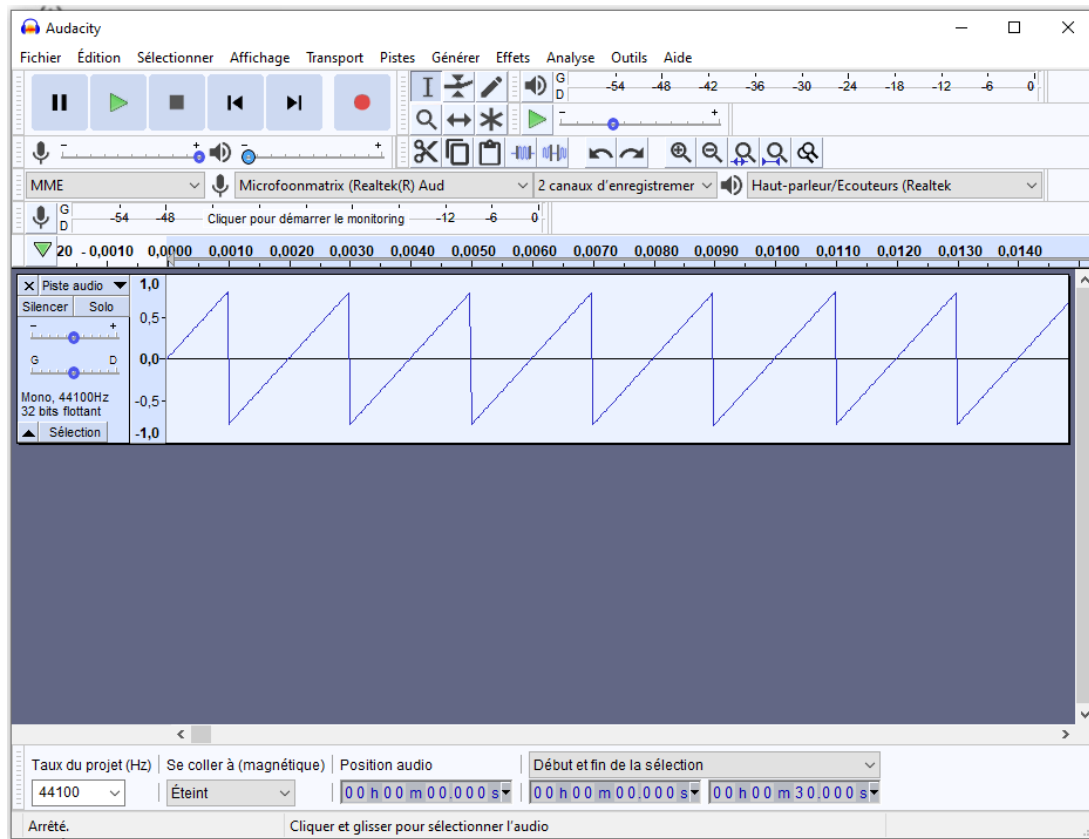 Audacity
Fichier Édition Sélectionner Affichage Transport Pistes Générer Effets Analyse Outils Aide
G
D
-54 -48 -42 -36 -30 -24 -18 -12 -6 0
- +
- + - +
MME Microfoonmatrix (Realtek(R) Aud 2 canaux d'enregistremer Haut-parleur/Ecouteurs (Realtek
G
D
-54 -48 Cliquer pour démarrer le monitoring -12 -6 0
20 - 0,0010 0,0000 0,0010 0,0020 0,0030 0,0040 0,0050 0,0060 0,0070 0,0080 0,0090 0,0100 0,0110 0,0120 0,0130 0,0140
X Piste audio 1,0
Silencer Solo
- + 0,5-
G D 0,0-
Mono, 44100Hz -0,5-
32 bits flottant
Sélection -1,0
Taux du projet (Hz) Se coller à (magnétique) Position audio Début et fin de la sélection
44100 Éteint 00 h 00 m 00.000 s 00 h 00 m 00.000 s 00 h 00 m 30.000 s
Arrêté. Cliquer et glisser pour sélectionner l'audio